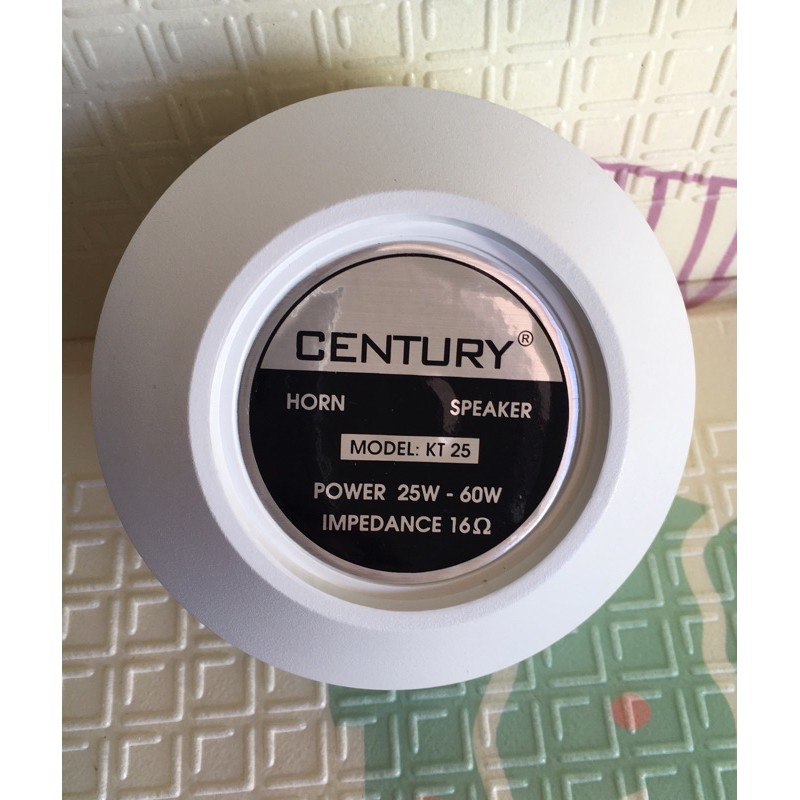 CENTURY®
HORN SPEAKER
MODEL: KT 25
POWER 25W - 60W
IMPEDANCE 16Ω